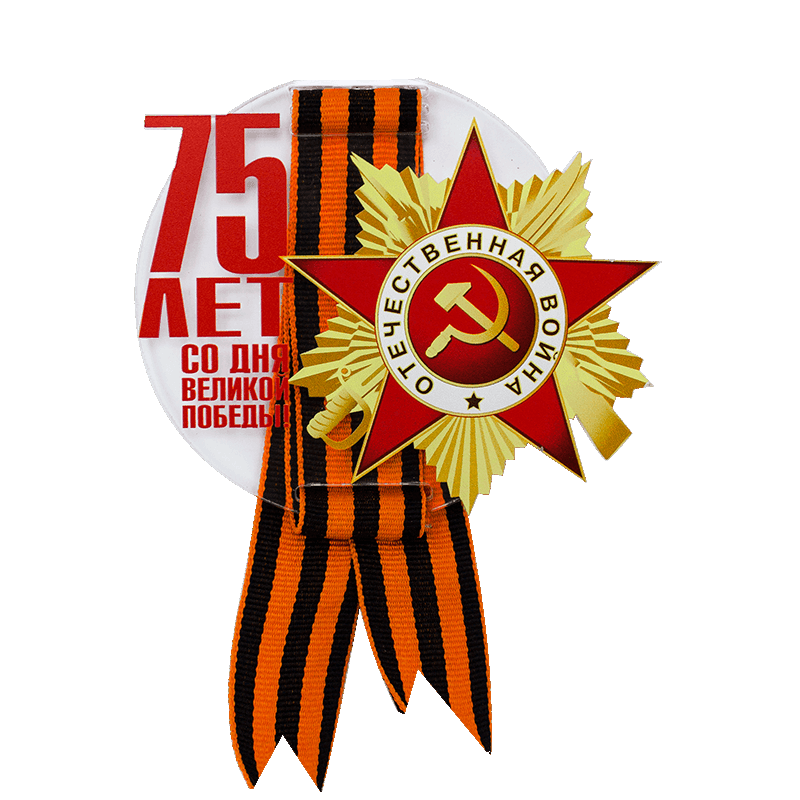 75
ЛЕТ
СО ДНЯ
ВЕЛИКОЙ
ПОБЕДЫ!
ОТЕЧЕСТВЕННАЯ ВОЙНА